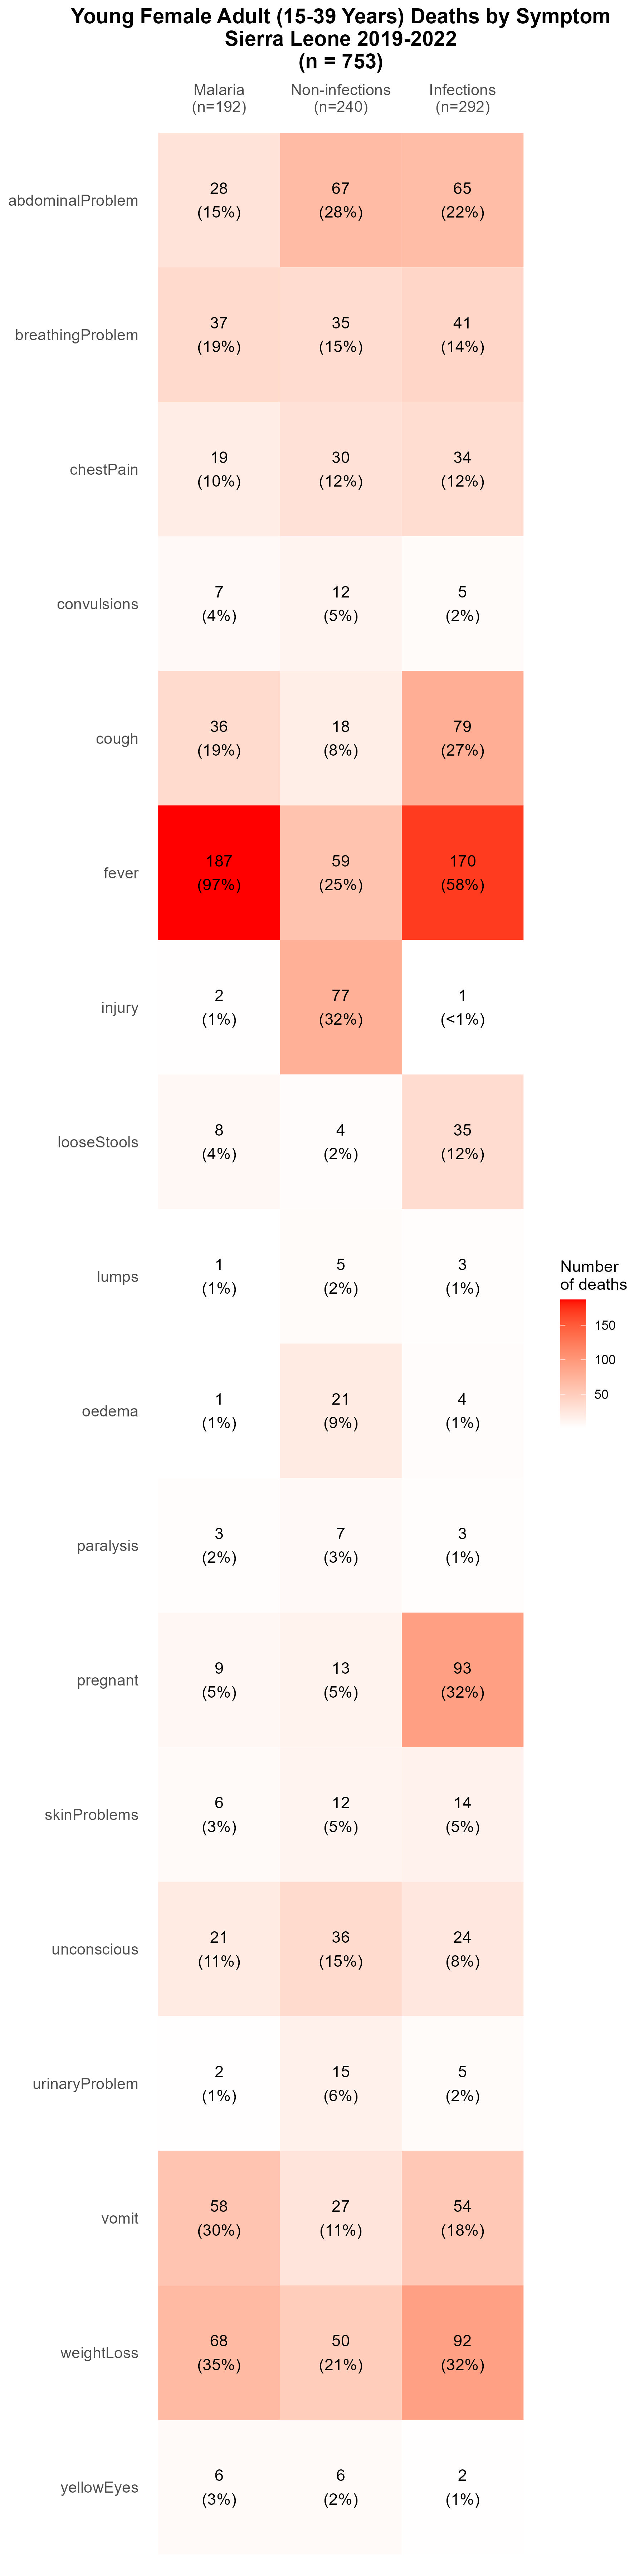 Young Female Adult (15-39 Years) Deaths by Symptom
Sierra Leone 2019-2022
(n = 753)
Malaria Non-infections Infections
(n=192) (n=240) (n=292)
abdominalProblem 28 67 65
(15%) (28%) (22%)
breathingProblem 37 35 41
(19%) (15%) (14%)
chestPain 19 30 34
(10%) (12%) (12%)
convulsions 7 12 5
(4%) (5%) (2%)
cough 36 18 79
(19%) (8%) (27%)
fever 187 59 170
(97%) (25%) (58%)
injury 2 77 1
(1%) (32%) (<1%)
looseStools 8 4 35
(4%) (2%) (12%)
lumps 1 5 3
(1%) (2%) (1%)
oedema 1 21 4
(1%) (9%) (1%)
paralysis 3 7 3
(2%) (3%) (1%)
pregnant 9 13 93
(5%) (5%) (32%)
skinProblems 6 12 14
(3%) (5%) (5%)
unconscious 21 36 24
(11%) (15%) (8%)
urinaryProblem 2 15 5
(1%) (6%) (2%)
vomit 58 27 54
(30%) (11%) (18%)
weightLoss 68 50 92
(35%) (21%) (32%)
yellowEyes 6 6 2
(3%) (2%) (1%)
Number
of deaths
150
100
50